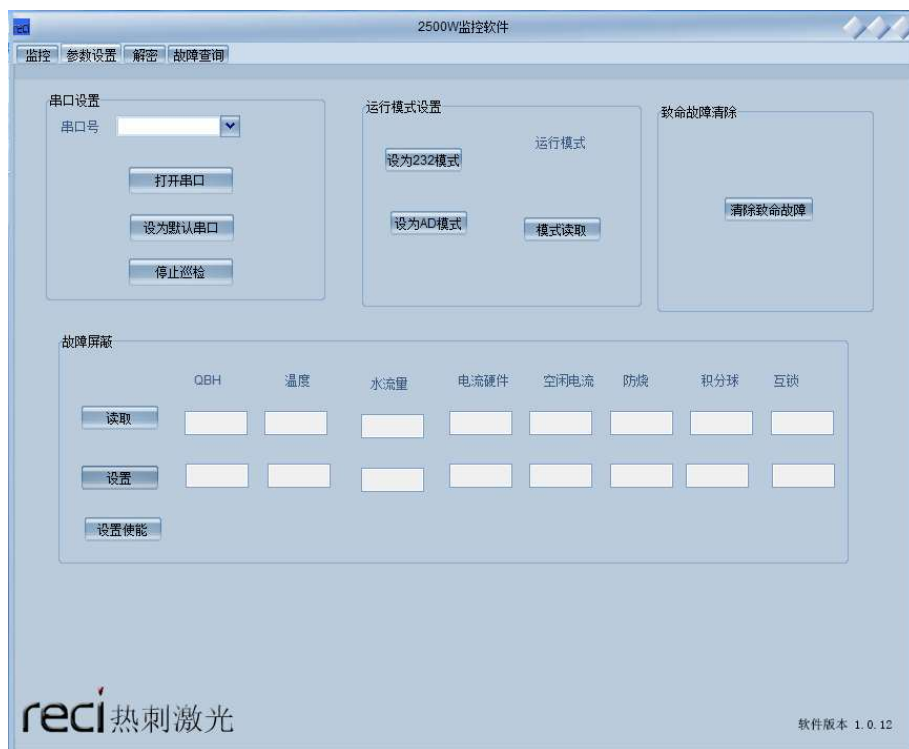 reci
2500W监控软件
监控 参数设置 解密 故障查询
串口设置
串口号
打开串口
设为默认串口
停止巡检
运行模式设置
运行模式
设为232模式
设为AD模式
模式读取
致命故障清除
清除致命故障
故障屏蔽
QBH 温度 水流量 电流硬件 空闲电流 防烧 积分球 互锁
读取
设置
设置使能
reci热刺激光
软件版本 1.0.12